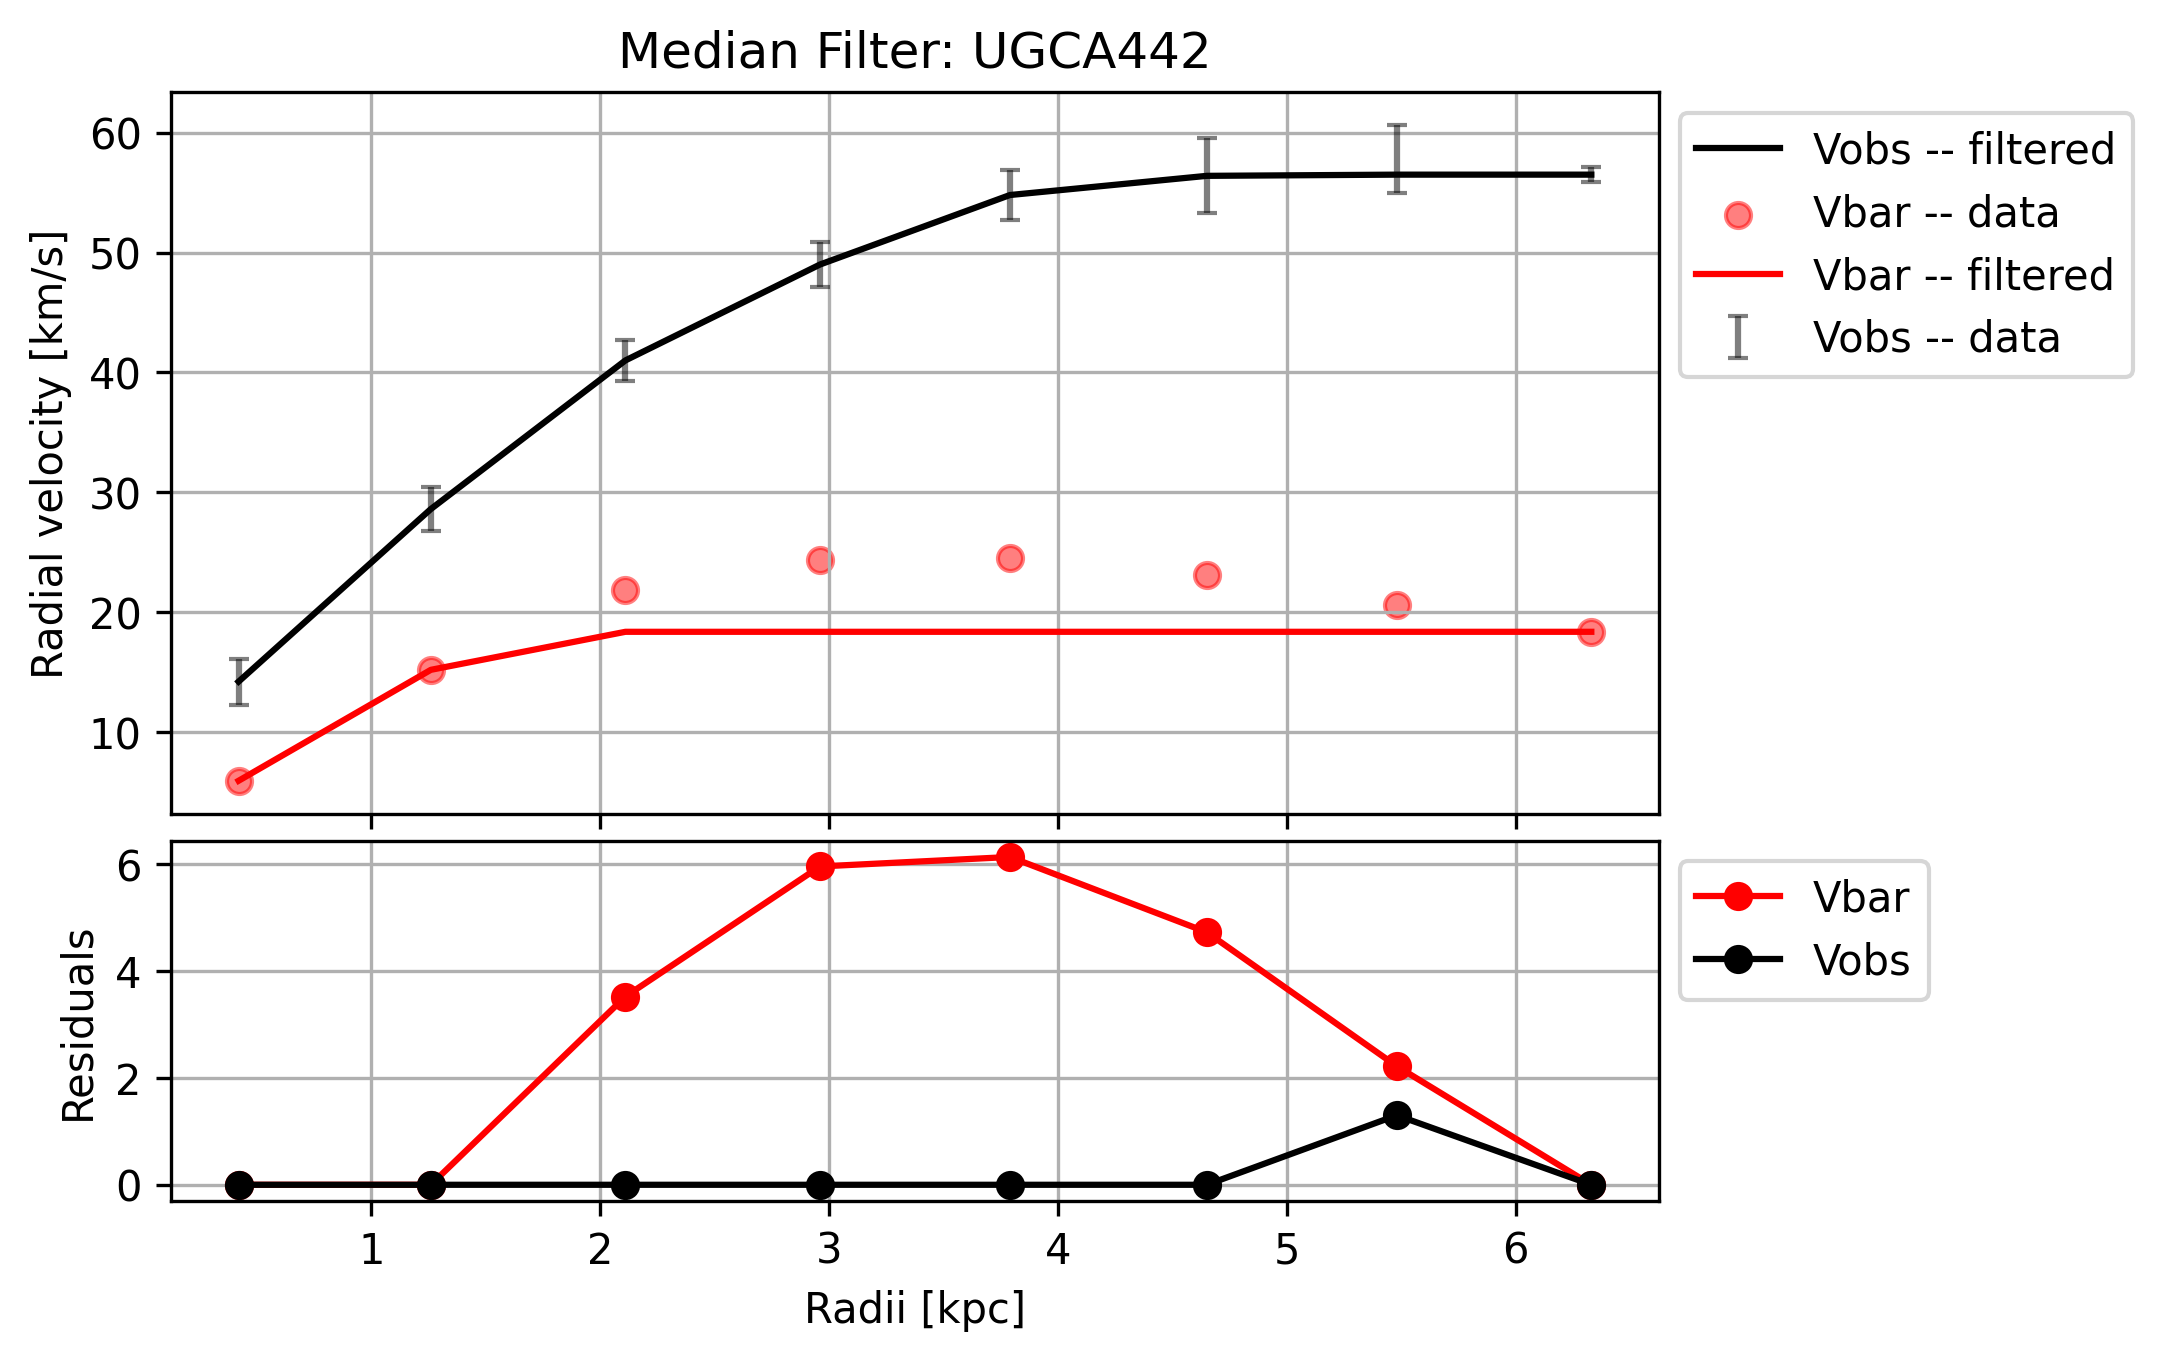 Median Filter: UGCA442
Radial velocity [km/s]
60
50
40
30
20
10
Vobs -- filtered
Vbar -- data
Vbar -- filtered
Vobs -- data
Residuals
6
4
2
0
Vbar
Vobs
1 2 3 4 5 6
Radii [kpc]